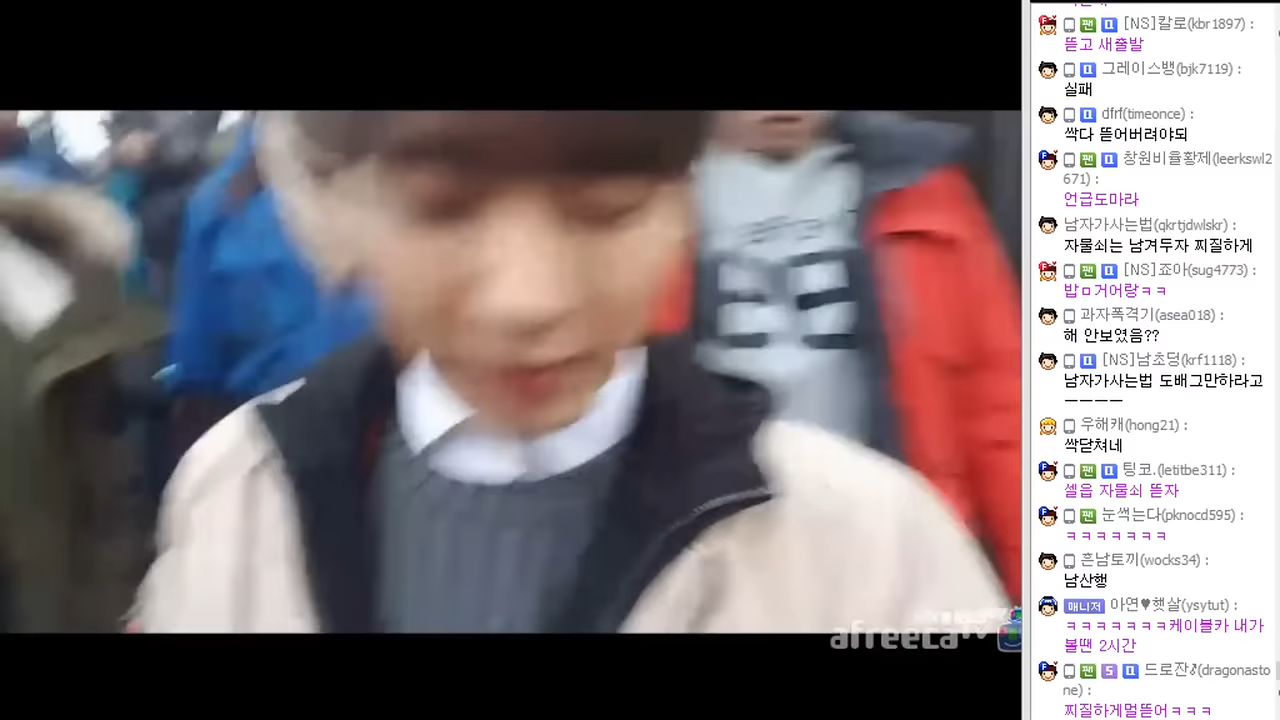 [NS]칼로(kbr1897) :
뜯고 새출발
그레이스뱅(bjk7119) :
실패
dfrf(timeonce) :
싹다 뜯어버려야되
팬 창원비율황제(leerkswl2
671) :
언급도마라
남자가사는법(qkrtjdwlskr) :
자물쇠는 남겨두자 찌질하게
팬 [NS]죠아(sug4773) :
밥ㅁ거어랑ㅋㅋ
과자폭격기(asea018) :
해 안보였음??
[NS]남초딩(krf1118) :
남자가사는법 도배그만하라고
ㅡㅡㅡㅡ
우해캐(hong21) :
싹닫쳐네
팬 팅코.(letitbe311) :
셀읍 자물쇠 뜯자
팬 눈썩는다(pknocd595) :
ㅋㅋㅋㅋㅋㅋㅋ
흔남토끼(wocks34) :
남산행
매니저 아연♥햇살(ysytut) :
ㅋㅋㅋㅋㅋㅋㅋ케이블카 내가
볼땐 2시간
팬 S 드로잔♪(dragonasto
ne) :
찌질하게멀뜯어ㅋㅋㅋ
afreecaTV